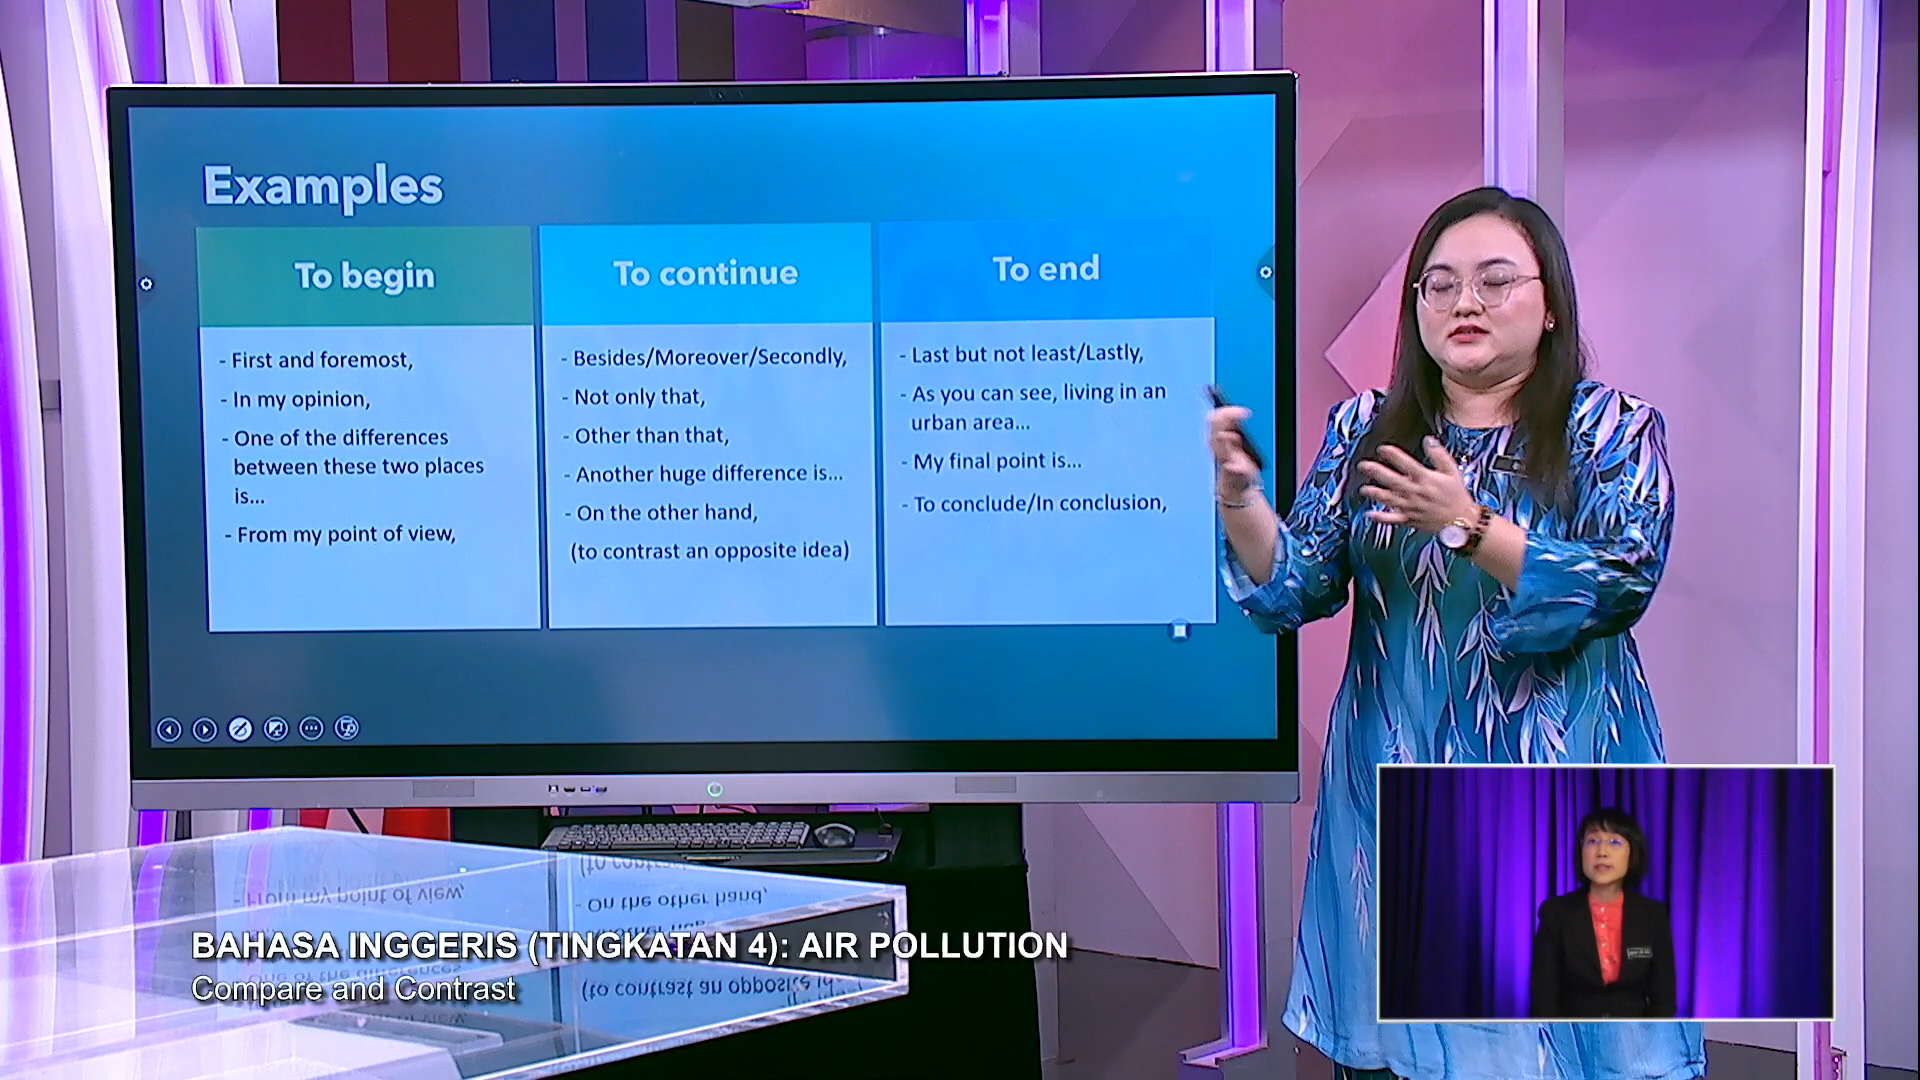 Examples
To begin
- First and foremost,
- In my opinion,
- One of the differences
between these two places
is...
- From my point of view,
To continue
- Besides/Moreover/Secondly,
- Not only that,
- Other than that,
- Another huge difference is...
- On the other hand,
(to contrast an opposite idea)
To end
- Last but not least/Lastly,
- As you can see, living in an
urban area...
- My final point is...
- To conclude/In conclusion,
BAHASA INGGERIS (TINGKATAN 4): AIR POLLUTION
Compare and Contrast